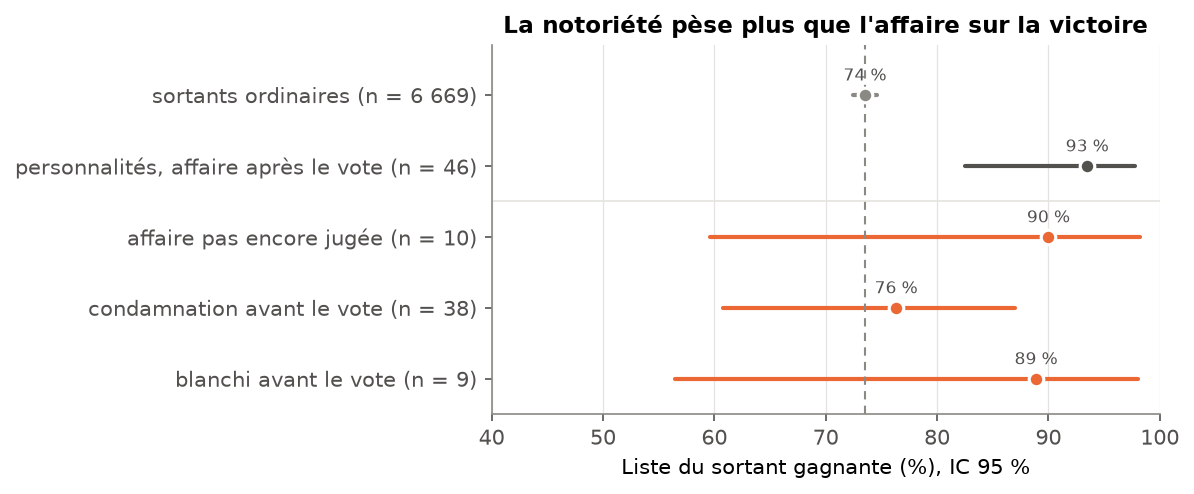 La notoriété pèse plus que l'affaire sur la victoire
sortants ordinaires (n = 6 669)
74 %
personnalités, affaire après le vote (n = 46)
93 %
affaire pas encore jugée (n = 10)
90 %
condamnation avant le vote (n = 38)
76 %
blanchi avant le vote (n = 9)
89 %
40 50 60 70 80 90 100
Liste du sortant gagnante (%), IC 95 %